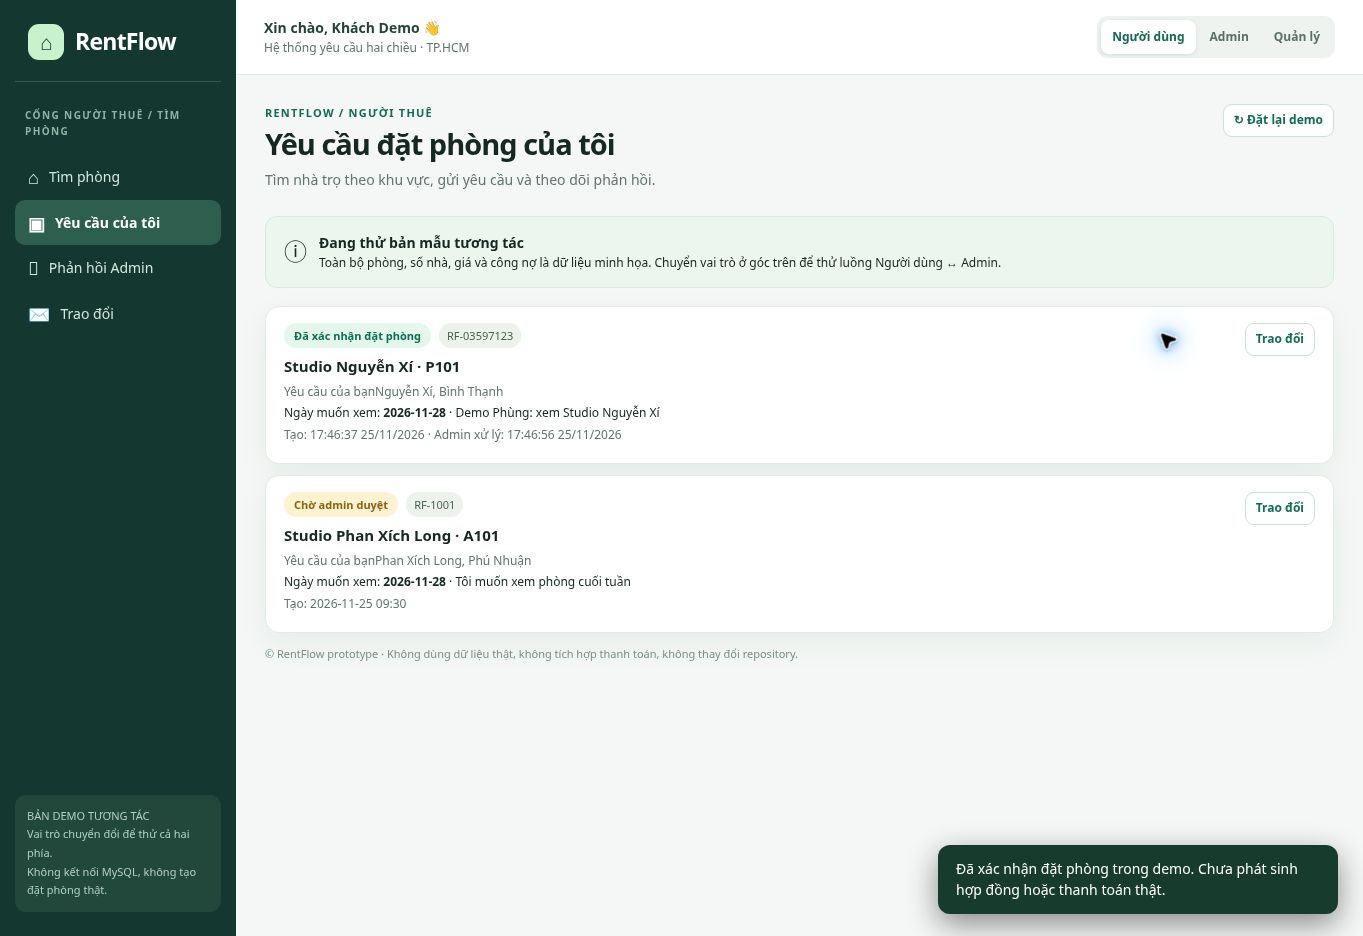 RentFlow
CỔNG NGƯỜI THUÊ / TÌM
PHÒNG
Tìm phòng
Yêu cầu của tôi
Phản hồi Admin
Trao đổi
BẢN DEMO TƯƠNG TÁC
Vai trò chuyển đổi để thử cả hai
phía.
Không kết nối MySQL, không tạo
đặt phòng thật.
Xin chào, Khách Demo 👋
Hệ thống yêu cầu hai chiều · TP.HCM
Người dùng Admin Quản lý
RENTFLOW / NGƯỜI THUÊ
Yêu cầu đặt phòng của tôi
Tìm nhà trọ theo khu vực, gửi yêu cầu và theo dõi phản hồi.
↻ Đặt lại demo
Đang thử bản mẫu tương tác
Toàn bộ phòng, số nhà, giá và công nợ là dữ liệu minh họa. Chuyển vai trò ở góc trên để thử luồng Người dùng ↔ Admin.
Đã xác nhận đặt phòng RF-03597123
Trao đổi
Studio Nguyễn Xí · P101
Yêu cầu của bạnNguyễn Xí, Bình Thạnh
Ngày muốn xem: 2026-11-28 · Demo Phùng: xem Studio Nguyễn Xí
Tạo: 17:46:37 25/11/2026 · Admin xử lý: 17:46:56 25/11/2026
Chờ admin duyệt RF-1001
Trao đổi
Studio Phan Xích Long · A101
Yêu cầu của bạnPhan Xích Long, Phú Nhuận
Ngày muốn xem: 2026-11-28 · Tôi muốn xem phòng cuối tuần
Tạo: 2026-11-25 09:30
© RentFlow prototype · Không dùng dữ liệu thật, không tích hợp thanh toán, không thay đổi repository.
Đã xác nhận đặt phòng trong demo. Chưa phát sinh
hợp đồng hoặc thanh toán thật.